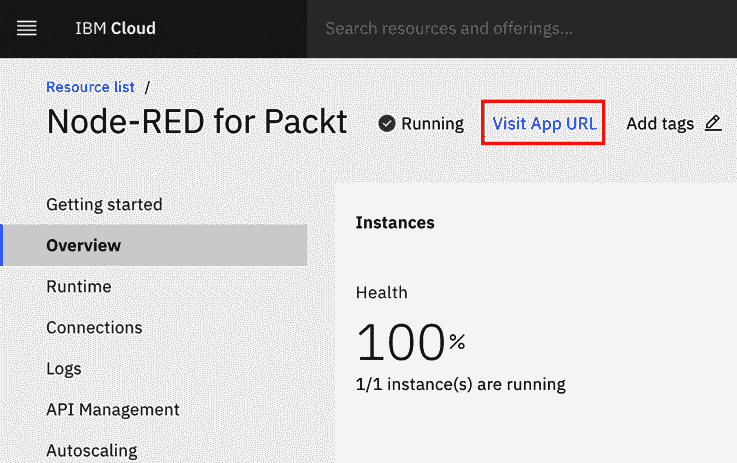 IBM Cloud
Search resources and offerings...
Resource list /
Node-RED for Packt
Running
Visit App URL
Add tags
Getting started
Overview
Runtime
Connections
Logs
API Management
Autoscaling
Instances
Health
100%
1/1 instance(s) are running